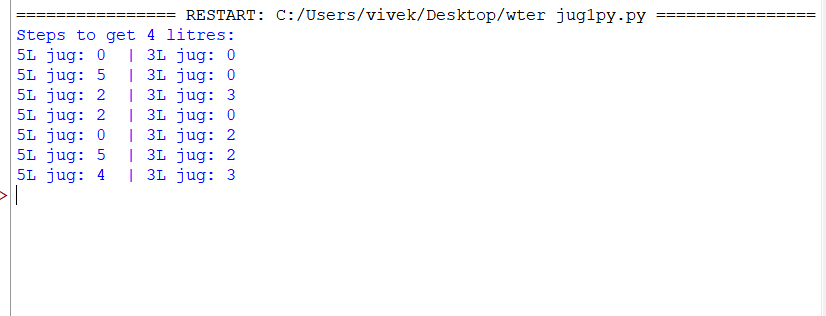 ================ RESTART: C:/Users/vivek/Desktop/wter jug1py.py ================
Steps to get 4 litres:
5L jug: 0  | 3L jug: 0
5L jug: 5  | 3L jug: 0
5L jug: 2  | 3L jug: 3
5L jug: 2  | 3L jug: 0
5L jug: 0  | 3L jug: 2
5L jug: 5  | 3L jug: 2
5L jug: 4  | 3L jug: 3
>